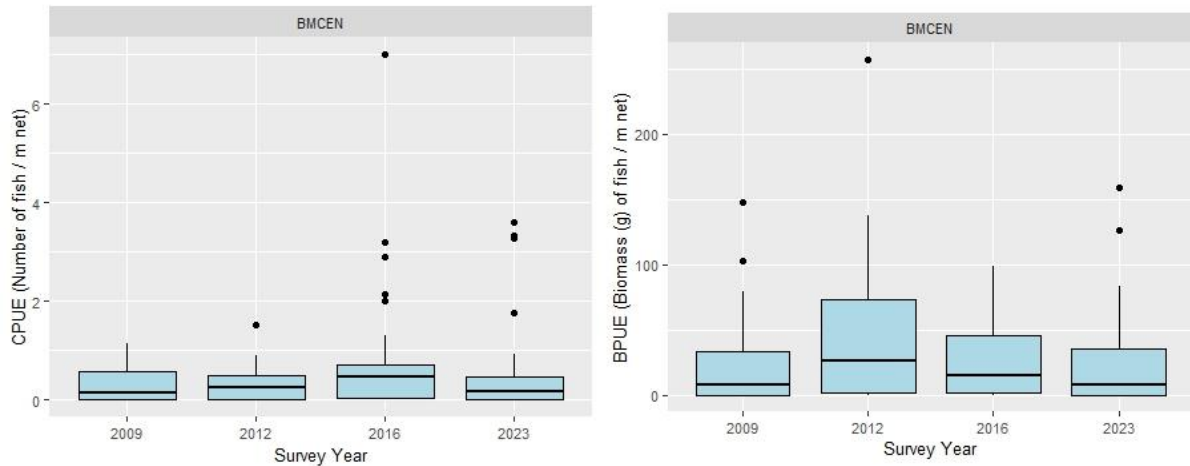 BMCEN
CPUE (Number of fish / m net)
6
4
2
0
2009 2012 2016 2023
Survey Year
BMCEN
BPUE (Biomass (g) of fish / m net)
200
100
0
2009 2012 2016 2023
Survey Year